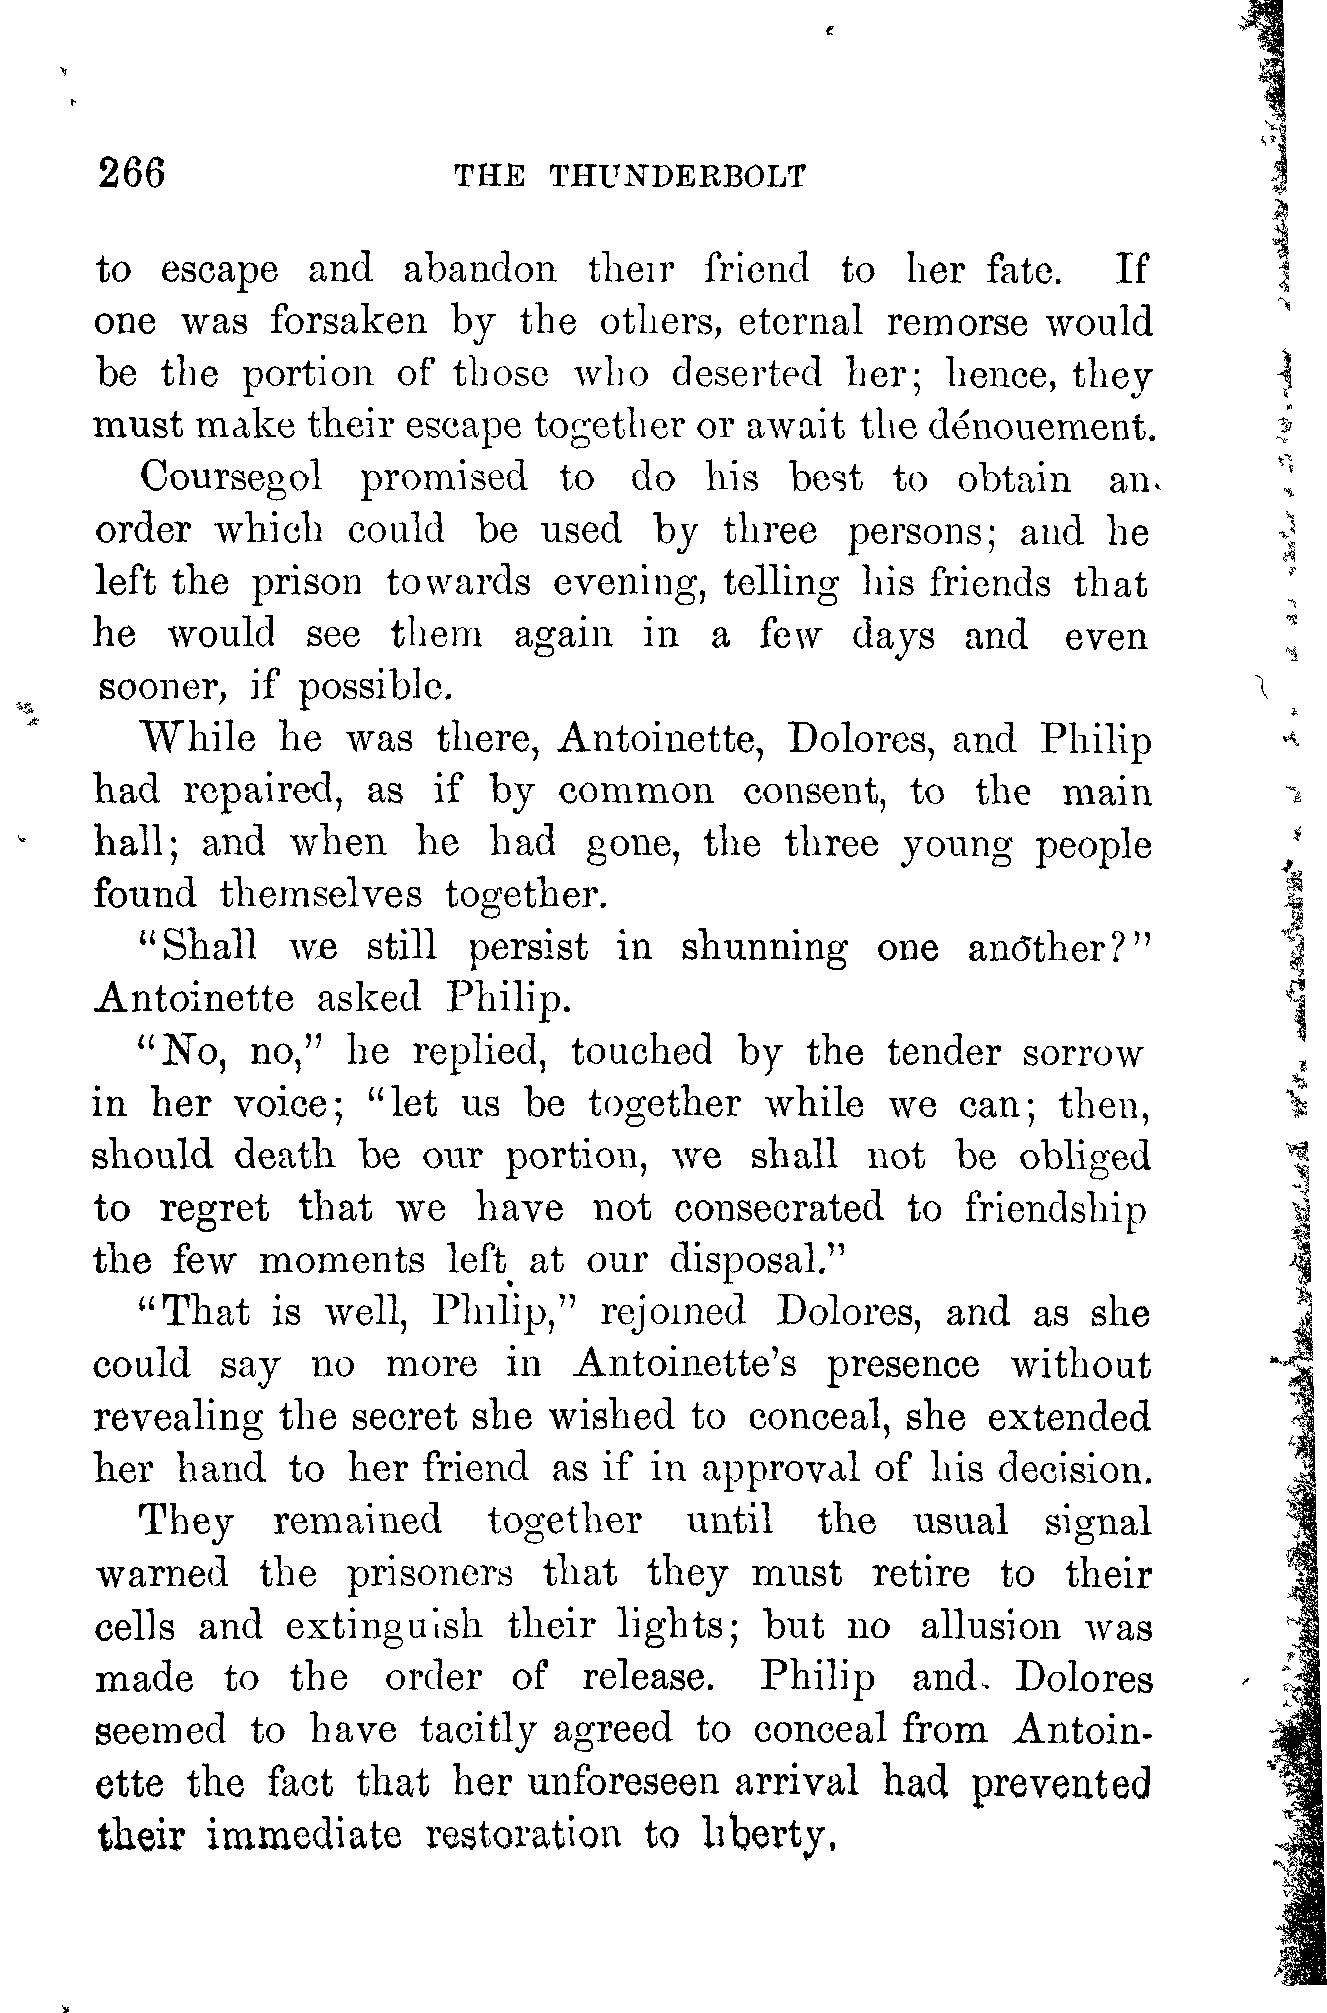 266 THE THUNDERBOLT
to escape and abandon their friend to her fate. If
one was forsaken by the others, eternal remorse would
be the portion of those who deserted her; hence, they
must make their escape together or await the dénouement.
Coursegol promised to do his best to obtain an
order which could be used by three persons; and he
left the prison towards evening, telling his friends that
he would see them again in a few days and even
sooner, if possible.
While he was there, Antoinette, Dolores, and Philip
had repaired, as if by common consent, to the main
hall; and when he had gone, the three young people
found themselves together.
"Shall we still persist in shunning one another?"
Antoinette asked Philip.
"No, no," he replied, touched by the tender sorrow
in her voice; "let us be together while we can; then,
should death be our portion, we shall not be obliged
to regret that we have not consecrated to friendship
the few moments left at our disposal."
"That is well, Philip," rejoined Dolores, and as she
could say no more in Antoinette's presence without
revealing the secret she wished to conceal, she extended
her hand to her friend as if in approval of his decision.
They remained together until the usual signal
warned the prisoners that they must retire to their
cells and extinguish their lights; but no allusion was
made to the order of release. Philip and Dolores
seemed to have tacitly agreed to conceal from Antoin-
ette the fact that her unforeseen arrival had prevented
their immediate restoration to liberty.